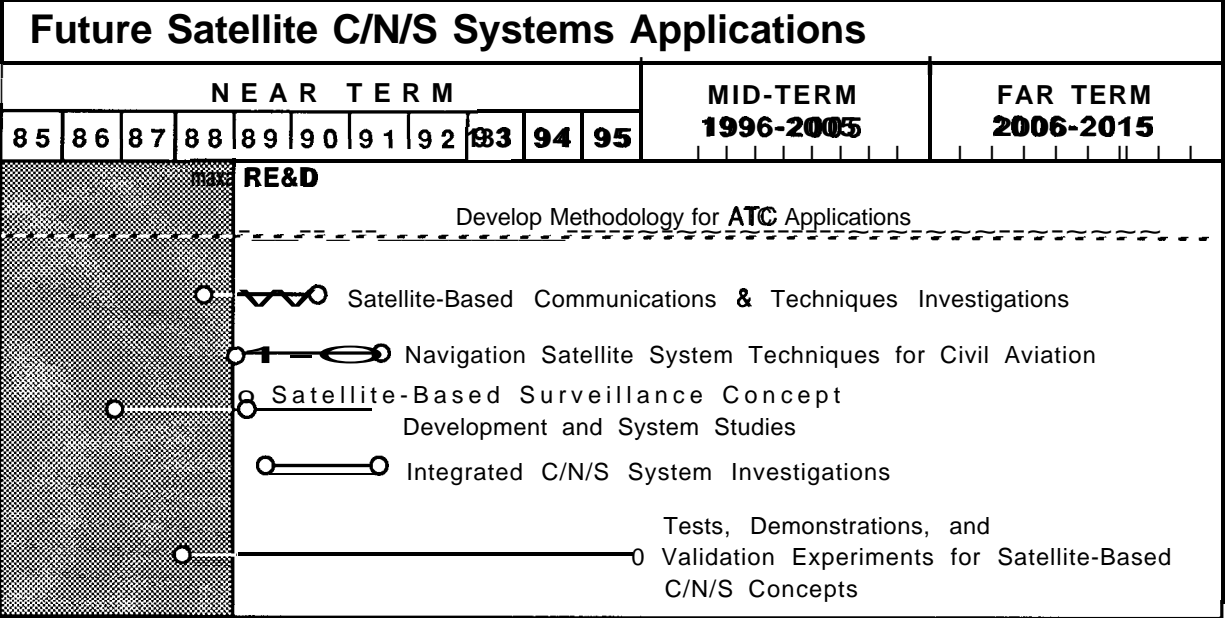 Future Satellite C/N/S Systems Applications
NEAR TERM
MID-TERM
1996-2005
FAR TERM
2006-2015
85 86 87 88 89 90 91 92 93 94 95
RE&D
Develop Methodology for ATC Applications
Satellite-Based Communications & Techniques Investigations
Navigation Satellite System Techniques for Civil Aviation
Satellite-Based Surveillance Concept
Development and System Studies
Integrated C/N/S System Investigations
Tests, Demonstrations, and
Validation Experiments for Satellite-Based
C/N/S Concepts